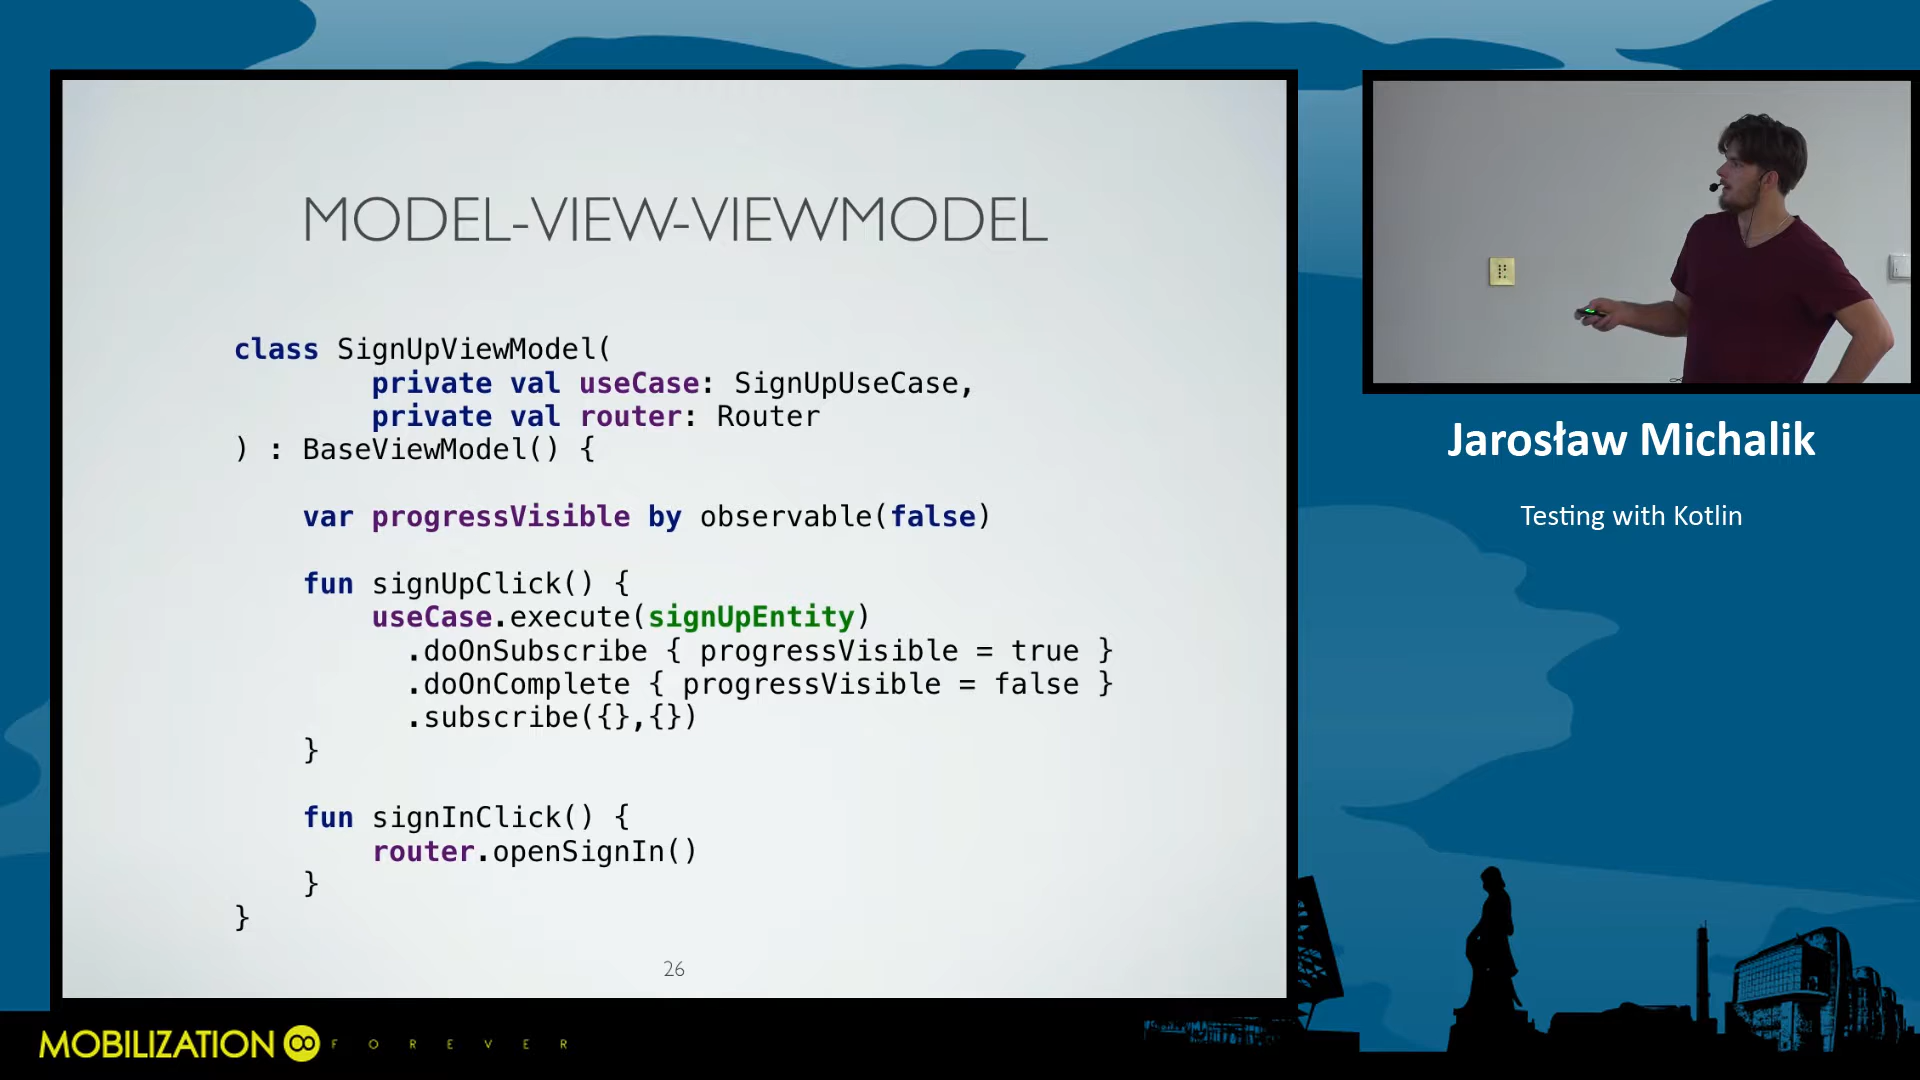 MODEL-VIEW-VIEWMODEL
class SignUpViewModel(
        private val useCase: SignUpUseCase,
        private val router: Router
) : BaseViewModel() {
    var progressVisible by observable(false)
    fun signUpClick() {
        useCase.execute(signUpEntity)
          .doOnSubscribe { progressVisible = true }
          .doOnComplete { progressVisible = false }
          .subscribe({},{})
    }
    fun signInClick() {
        router.openSignIn()
    }
}
26
Jarosław Michalik
Testing with Kotlin
MOBILIZATION FOREVER